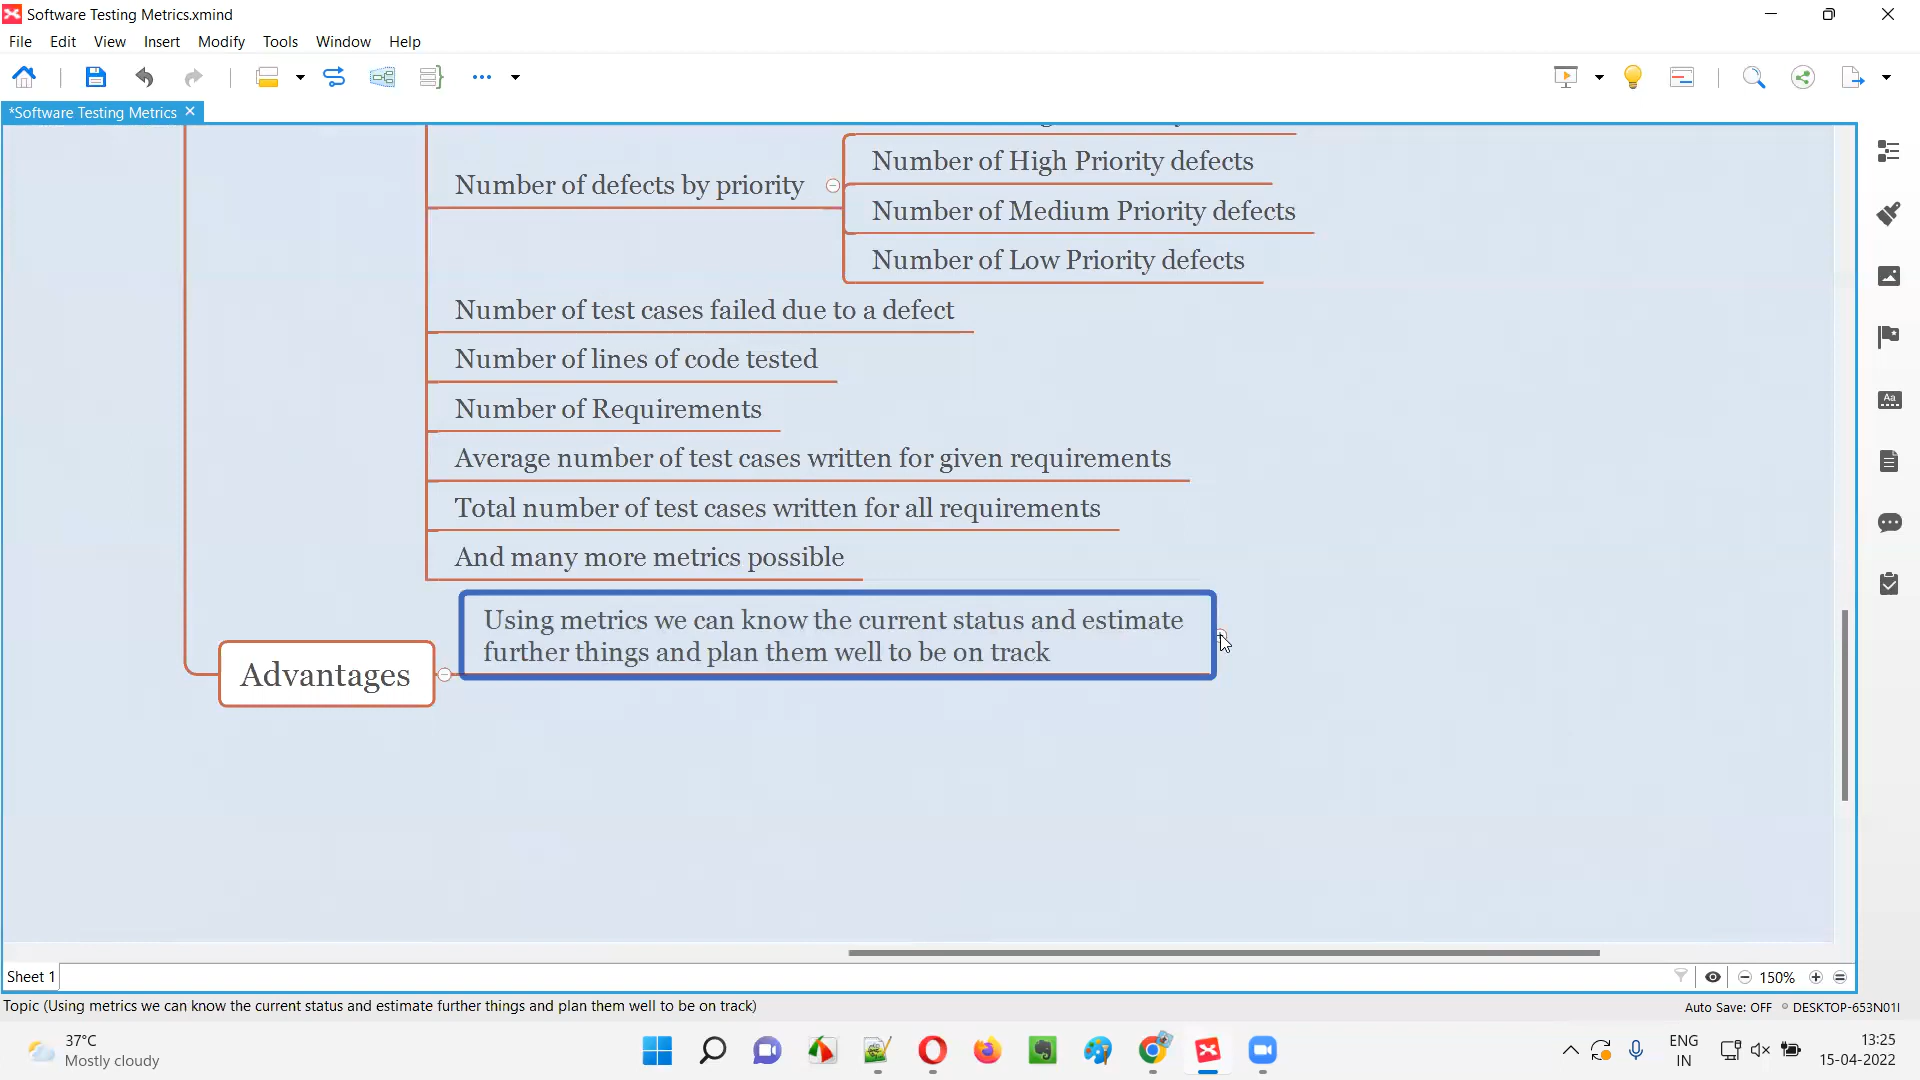 Software Testing Metrics.xmind
File Edit View Insert Modify Tools Window Help
*Software Testing Metrics
Number of High Priority defects
Number of defects by priority
Number of Medium Priority defects
Number of Low Priority defects
Number of test cases failed due to a defect
Number of lines of code tested
Number of Requirements
Average number of test cases written for given requirements
Total number of test cases written for all requirements
And many more metrics possible
Using metrics we can know the current status and estimate
further things and plan them well to be on track
Advantages
Sheet 1
150%
Topic (Using metrics we can know the current status and estimate further things and plan them well to be on track)
Auto Save: OFF
DESKTOP-653N01I
37°C
Mostly cloudy
ENG
IN
13:25
15-04-2022
Aa